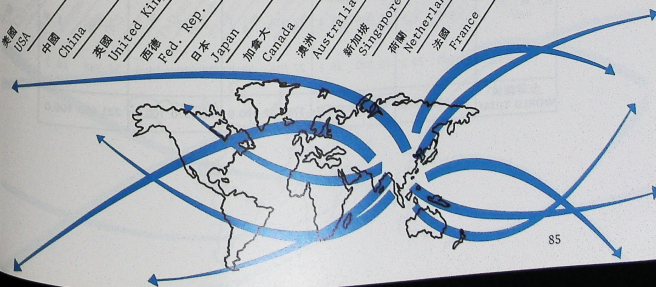 美國
USA
中國
China
英國
United Kin
西德
Fed. Rep.
日本
Japan
加拿大
Canada
澳洲
Australia
新加坡
Singapore
荷蘭
Netherlan
法國
France
85